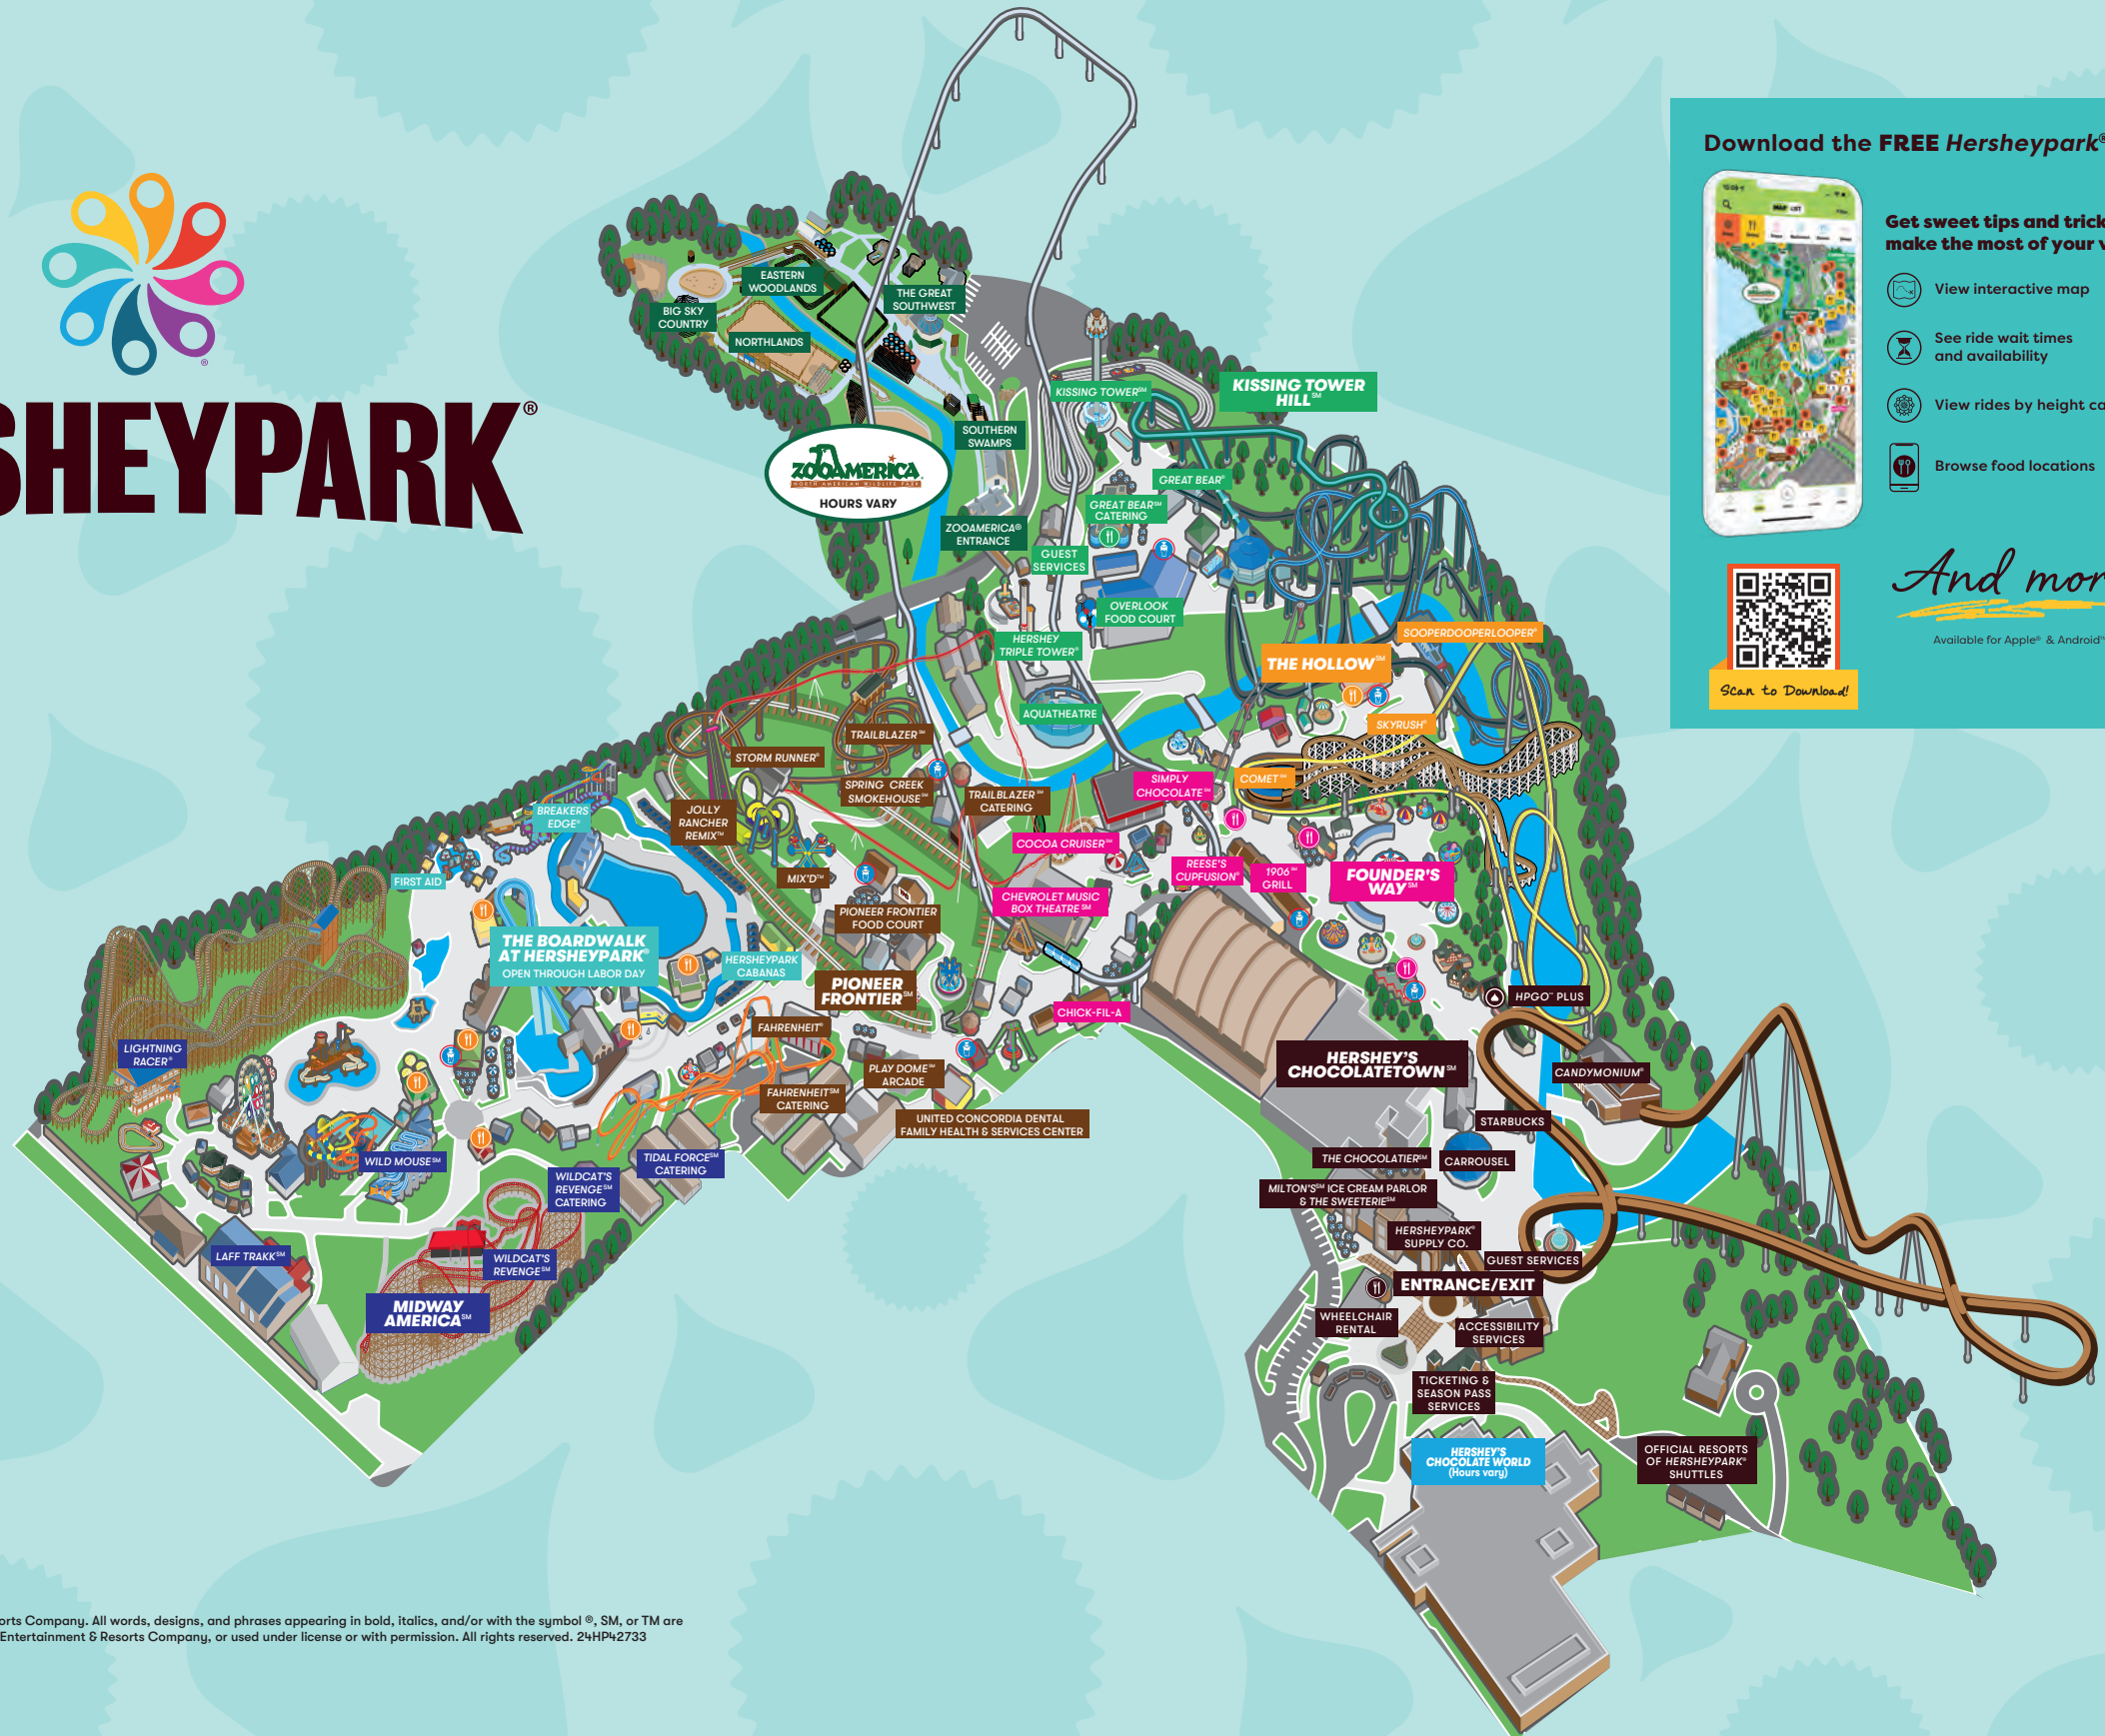 SHEYPARK®
Download the FREE Hersheypark®
Get sweet tips and trick
make the most of your v
View interactive map
See ride wait times
and availability
View rides by height ca
Browse food locations
And mor
Available for Apple® & Android™
Scan to Download!
EASTERN
WOODLANDS
THE GREAT
SOUTHWEST
BIG SKY
COUNTRY
NORTHLANDS
SOUTHERN
SWAMPS
ZOOAMERICA
NORTH AMERICAN WILDLIFE PARK
HOURS VARY
ZOOAMERICA®
ENTRANCE
KISSING TOWER℠
KISSING TOWER
HILL℠
GREAT BEAR®
GREAT BEAR℠
CATERING
GUEST
SERVICES
OVERLOOK
FOOD COURT
HERSHEY
TRIPLE TOWER®
AQUATHEATRE
SOOPERDOOPERLOOPER®
THE HOLLOW℠
SKYRUSH®
COMET℠
TRAILBLAZER℠
STORM RUNNER®
SPRING CREEK
SMOKEHOUSE℠
TRAILBLAZER℠
CATERING
JOLLY
RANCHER
REMIX™
MIX'D™
PIONEER FRONTIER
FOOD COURT
PIONEER
FRONTIER℠
FAHRENHEIT®
FAHRENHEIT℠
CATERING
PLAY DOME℠
ARCADE
UNITED CONCORDIA DENTAL
FAMILY HEALTH & SERVICES CENTER
SIMPLY
CHOCOLATE℠
COCOA CRUISER℠
REESE'S
CUPFUSION®
1906℠
GRILL
FOUNDER'S
WAY℠
CHEVROLET MUSIC
BOX THEATRE℠
CHICK-FIL-A
BREAKERS
EDGE®
FIRST AID
THE BOARDWALK
AT HERSHEYPARK®
OPEN THROUGH LABOR DAY
HERSHEYPARK
CABANAS
LIGHTNING
RACER®
WILD MOUSE℠
TIDAL FORCE℠
CATERING
WILDCAT'S
REVENGE℠
CATERING
LAFF TRAKK℠
WILDCAT'S
REVENGE℠
MIDWAY
AMERICA℠
HPGO™ PLUS
HERSHEY'S
CHOCOLATETOWN℠
CANDYMONIUM®
STARBUCKS
THE CHOCOLATIER℠
CARROUSEL
MILTON'S℠ ICE CREAM PARLOR
& THE SWEETERIE℠
HERSHEYPARK®
SUPPLY CO.
GUEST SERVICES
ENTRANCE/EXIT
WHEELCHAIR
RENTAL
ACCESSIBILITY
SERVICES
TICKETING &
SEASON PASS
SERVICES
HERSHEY'S
CHOCOLATE WORLD
(Hours vary)
OFFICIAL RESORTS
OF HERSHEYPARK®
SHUTTLES
orts Company. All words, designs, and phrases appearing in bold, italics, and/or with the symbol ®, SM, or TM are
Entertainment & Resorts Company, or used under license or with permission. All rights reserved. 24HP42733